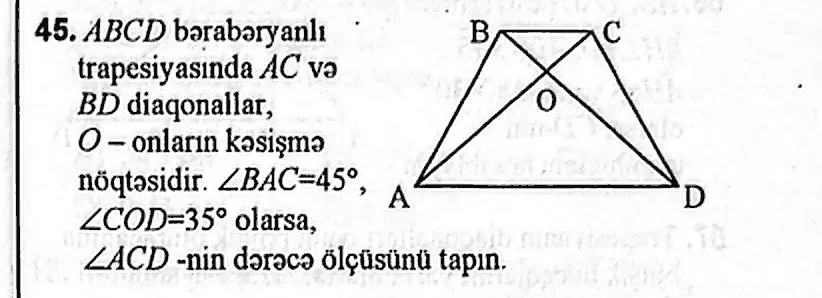 45. ABCD bərabəryanlı
trapesiyasında AC və
BD diaqonallar,
O – onların kəsişmə
nöqtəsidir. ∠BAC=45°,
∠COD=35° olarsa,
∠ACD -nin dərəcə ölçüsünü tapın.
B C
O
A D